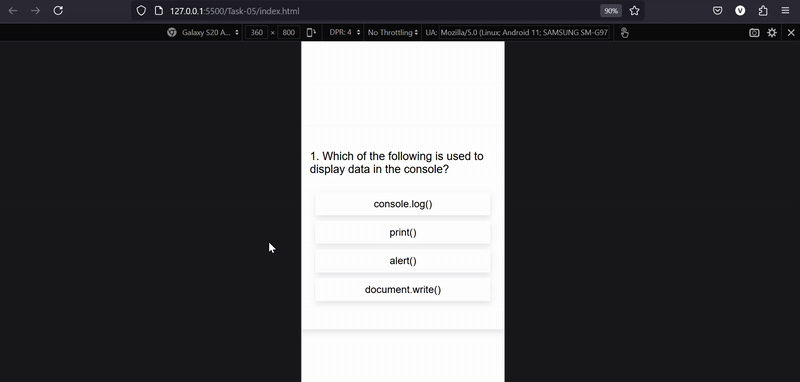 127.0.0.1:5500/Task-05/index.html 90%
Galaxy S20 A... 360 × 800 DPR: 4 No Throttling UA: Mozilla/5.0 (Linux; Android 11; SAMSUNG SM-G97
1. Which of the following is used to
display data in the console?
console.log()
print()
alert()
document.write()